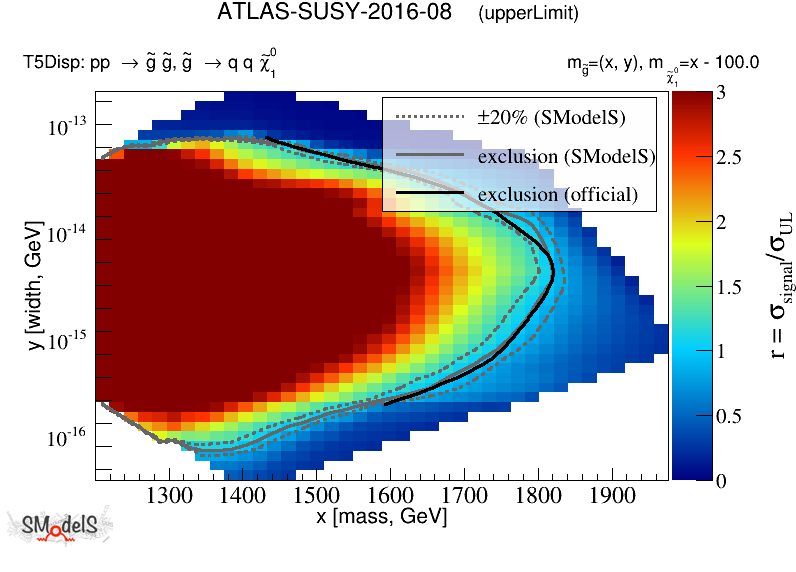 ATLAS-SUSY-2016-08 (upperLimit)
T5Disp: pp → g̃ g̃, g̃ → q q χ̃₁⁰
m_g̃=(x, y), m_χ̃₁⁰=x - 100.0
±20% (SModelS)
exclusion (SModelS)
exclusion (official)
10⁻¹³
10⁻¹⁴
10⁻¹⁵
10⁻¹⁶
y [width, GeV]
1300 1400 1500 1600 1700 1800 1900
x [mass, GeV]
3
2.5
2
1.5
1
0.5
0
r = σ_signal/σ_UL
SModelS